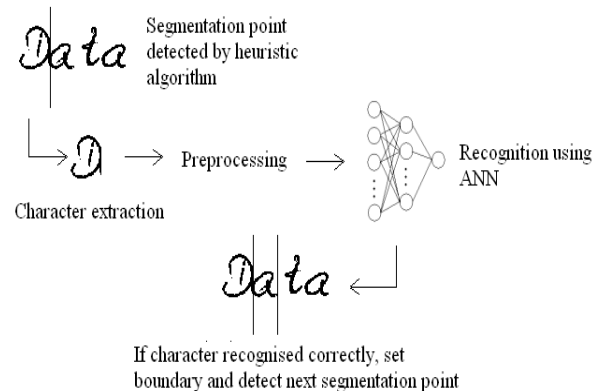 Data
Segmentation point
detected by heuristic
algorithm
D
Preprocessing
Recognition using
ANN
Character extraction
Data
If character recognised correctly, set
boundary and detect next segmentation point